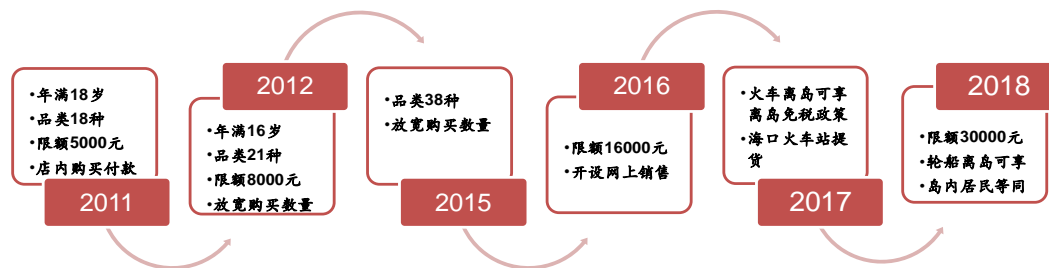 •年满18岁
•品类18种
•限额5000元
•店内购买付款
2011
2012
•年满16岁
•品类21种
•限额8000元
•放宽购买数量
•品类38种
•放宽购买数量
2015
2016
•限额16000元
•开设网上销售
•火车离岛可享
离岛免税政策
•海口火车站提
货
2017
2018
•限额30000元
•轮船离岛可享
•岛内居民等同